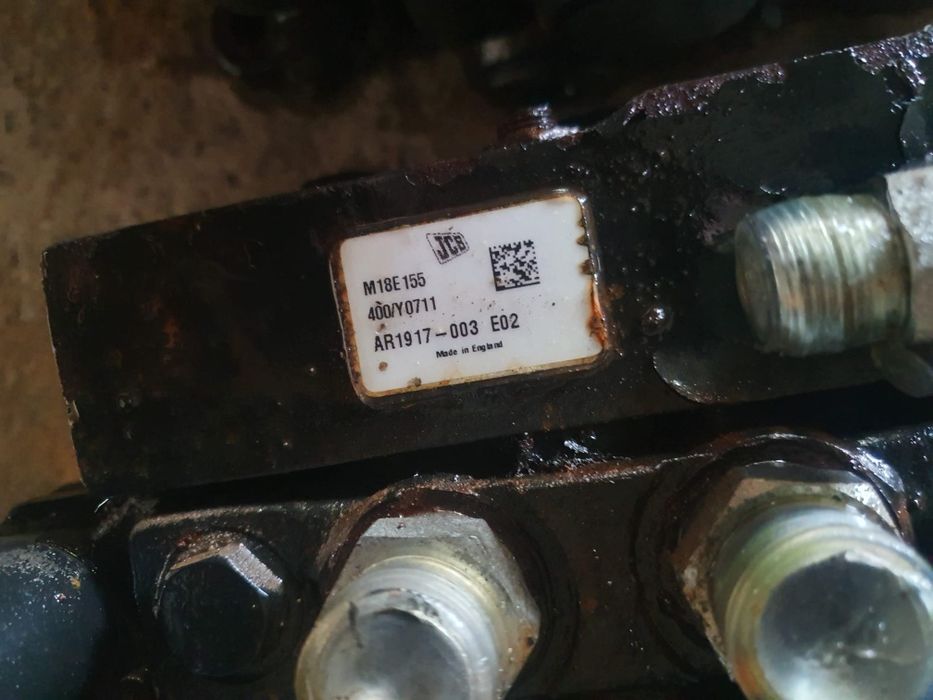 JCB
M18E155
400/Y0711
AR1917-003 E02
Made in England